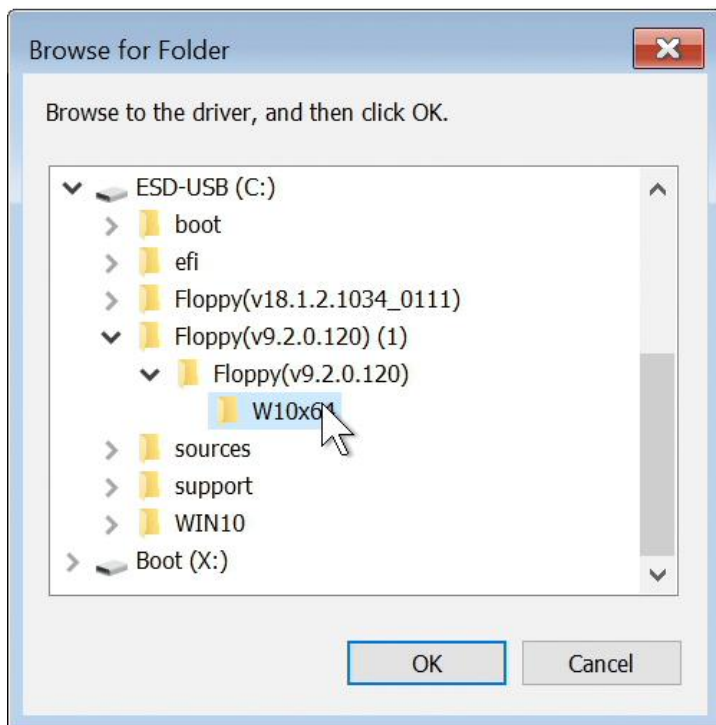 Browse for Folder
Browse to the driver, and then click OK.
ESD-USB (C:)
boot
efi
Floppy(v18.1.2.1034_0111)
Floppy(v9.2.0.120) (1)
Floppy(v9.2.0.120)
W10x64
sources
support
WIN10
Boot (X:)
OK Cancel